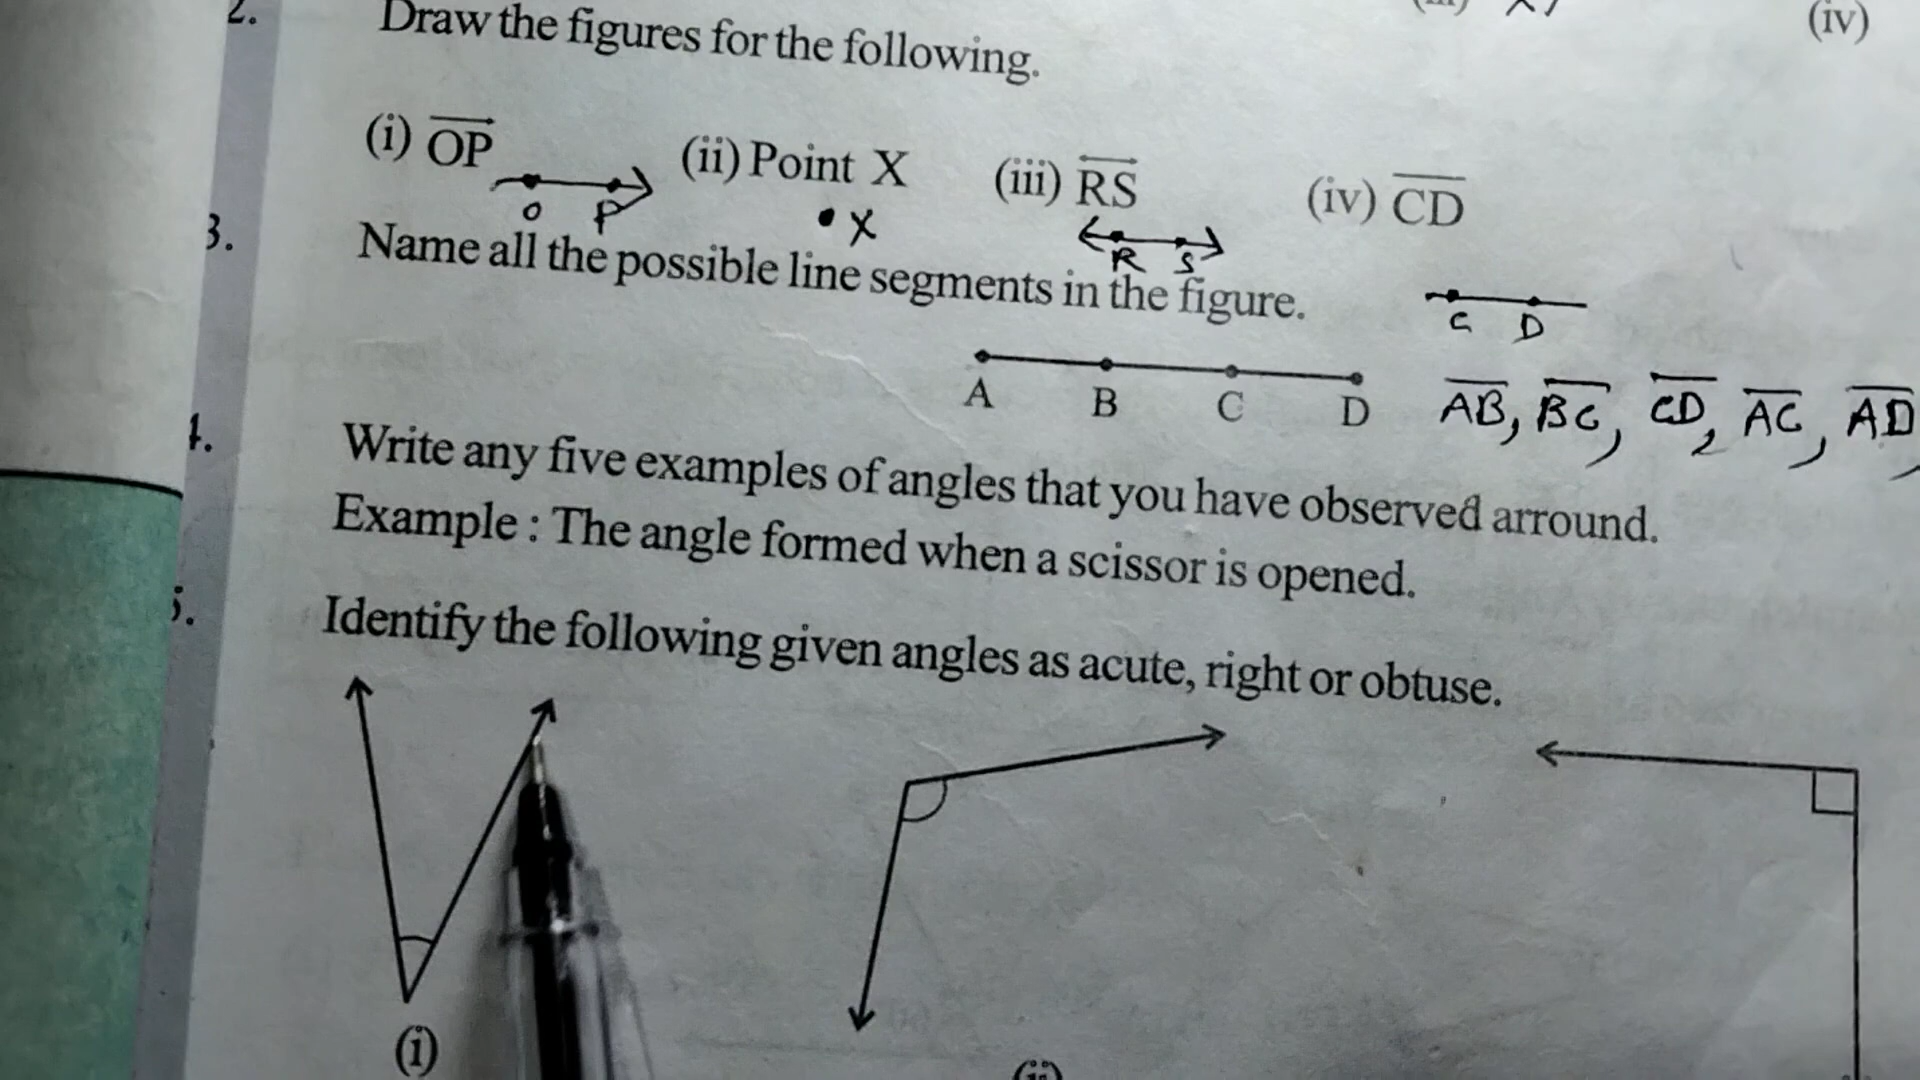 2. Draw the figures for the following. (iv)
(i) OP (ii) Point X (iii) RS (iv) CD
O P X R S
3. Name all the possible line segments in the figure.
C D
A B C D AB, BC, CD, AC, AD,
4. Write any five examples of angles that you have observed arround.
Example : The angle formed when a scissor is opened.
5. Identify the following given angles as acute, right or obtuse.
(i) (ii)